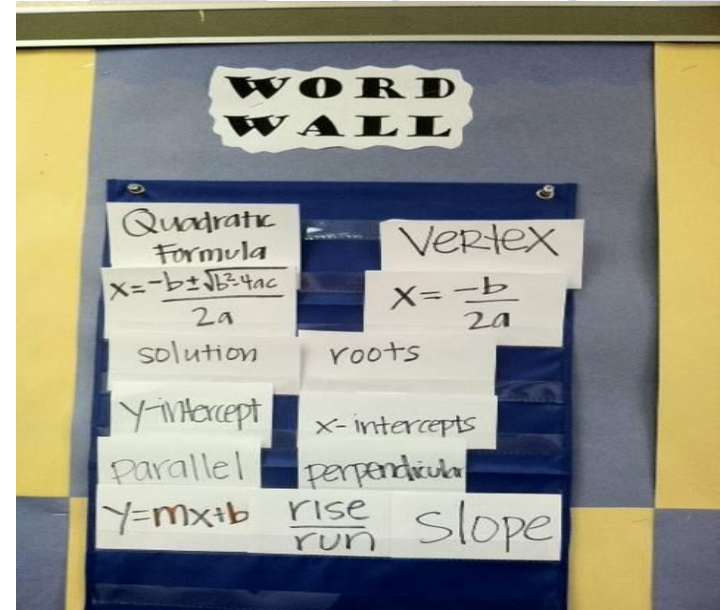 WORD
WALL
Quadratic
Formula
Vertex
x = -b ± √b²-4ac / 2a
x = -b / 2a
solution
roots
y-intercept
x-intercepts
parallel
perpendicular
y=mx+b
rise
run
slope